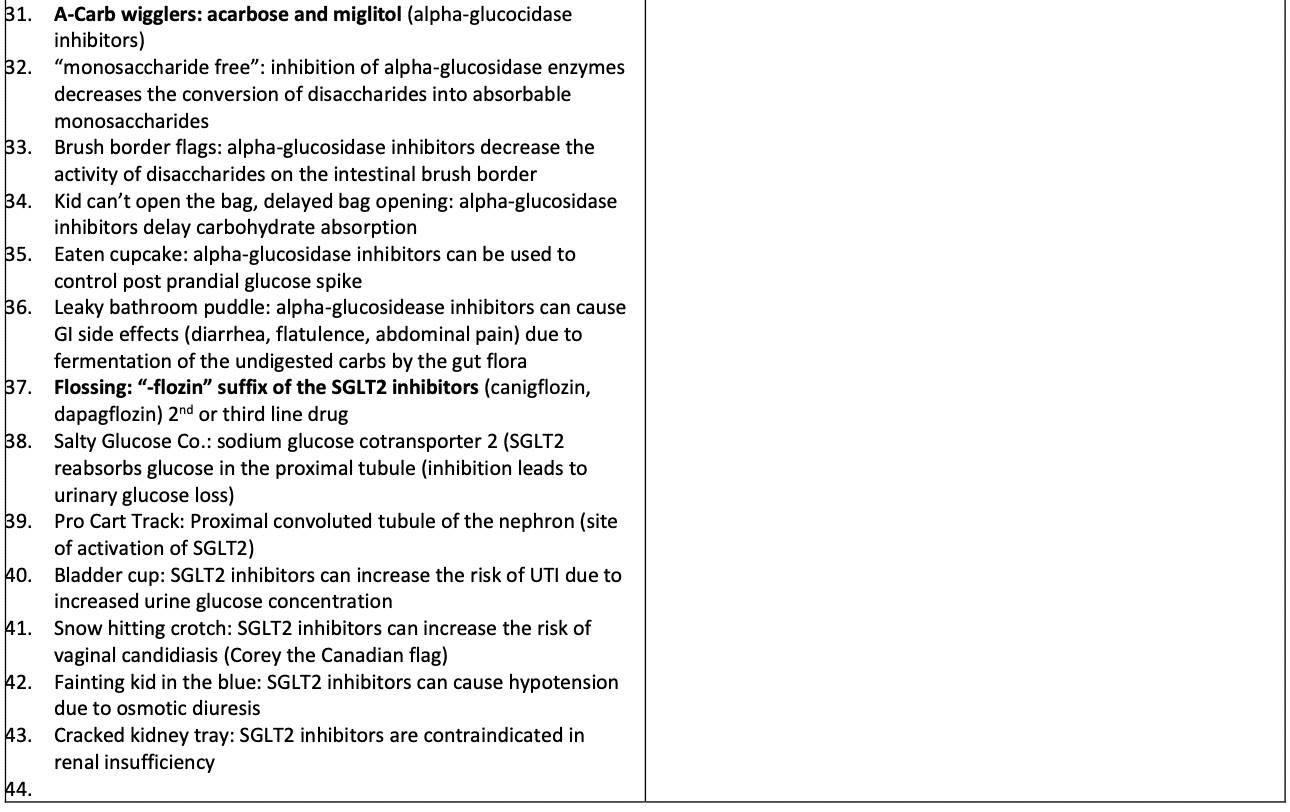 31. A-Carb wigglers: acarbose and miglitol (alpha-glucocidase
inhibitors)
32. “monosaccharide free”: inhibition of alpha-glucosidase enzymes
decreases the conversion of disaccharides into absorbable
monosaccharides
33. Brush border flags: alpha-glucosidase inhibitors decrease the
activity of disaccharides on the intestinal brush border
34. Kid can’t open the bag, delayed bag opening: alpha-glucosidase
inhibitors delay carbohydrate absorption
35. Eaten cupcake: alpha-glucosidase inhibitors can be used to
control post prandial glucose spike
36. Leaky bathroom puddle: alpha-glucosidease inhibitors can cause
GI side effects (diarrhea, flatulence, abdominal pain) due to
fermentation of the undigested carbs by the gut flora
37. Flossing: “-flozin” suffix of the SGLT2 inhibitors (canigflozin,
dapagflozin) 2nd or third line drug
38. Salty Glucose Co.: sodium glucose cotransporter 2 (SGLT2
reabsorbs glucose in the proximal tubule (inhibition leads to
urinary glucose loss)
39. Pro Cart Track: Proximal convoluted tubule of the nephron (site
of activation of SGLT2)
40. Bladder cup: SGLT2 inhibitors can increase the risk of UTI due to
increased urine glucose concentration
41. Snow hitting crotch: SGLT2 inhibitors can increase the risk of
vaginal candidiasis (Corey the Canadian flag)
42. Fainting kid in the blue: SGLT2 inhibitors can cause hypotension
due to osmotic diuresis
43. Cracked kidney tray: SGLT2 inhibitors are contraindicated in
renal insufficiency
44.